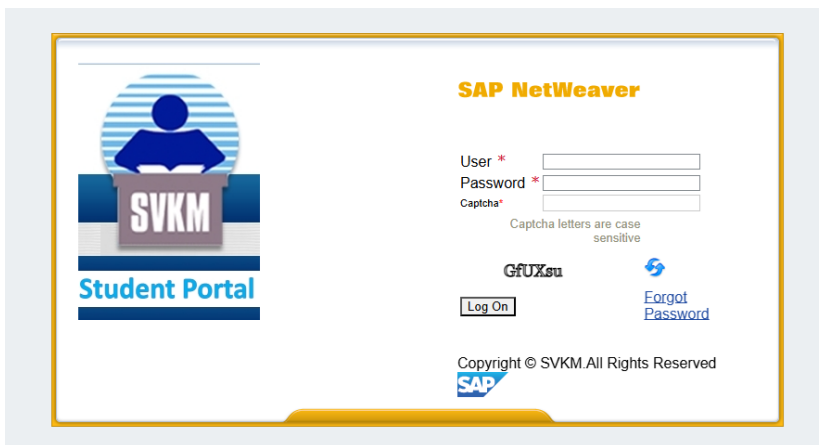 SVKM
Student Portal
SAP NetWeaver
User *
Password *
Captcha*
Captcha letters are case
sensitive
GfUXsu
Log On
Forgot
Password
Copyright © SVKM.All Rights Reserved
SAP